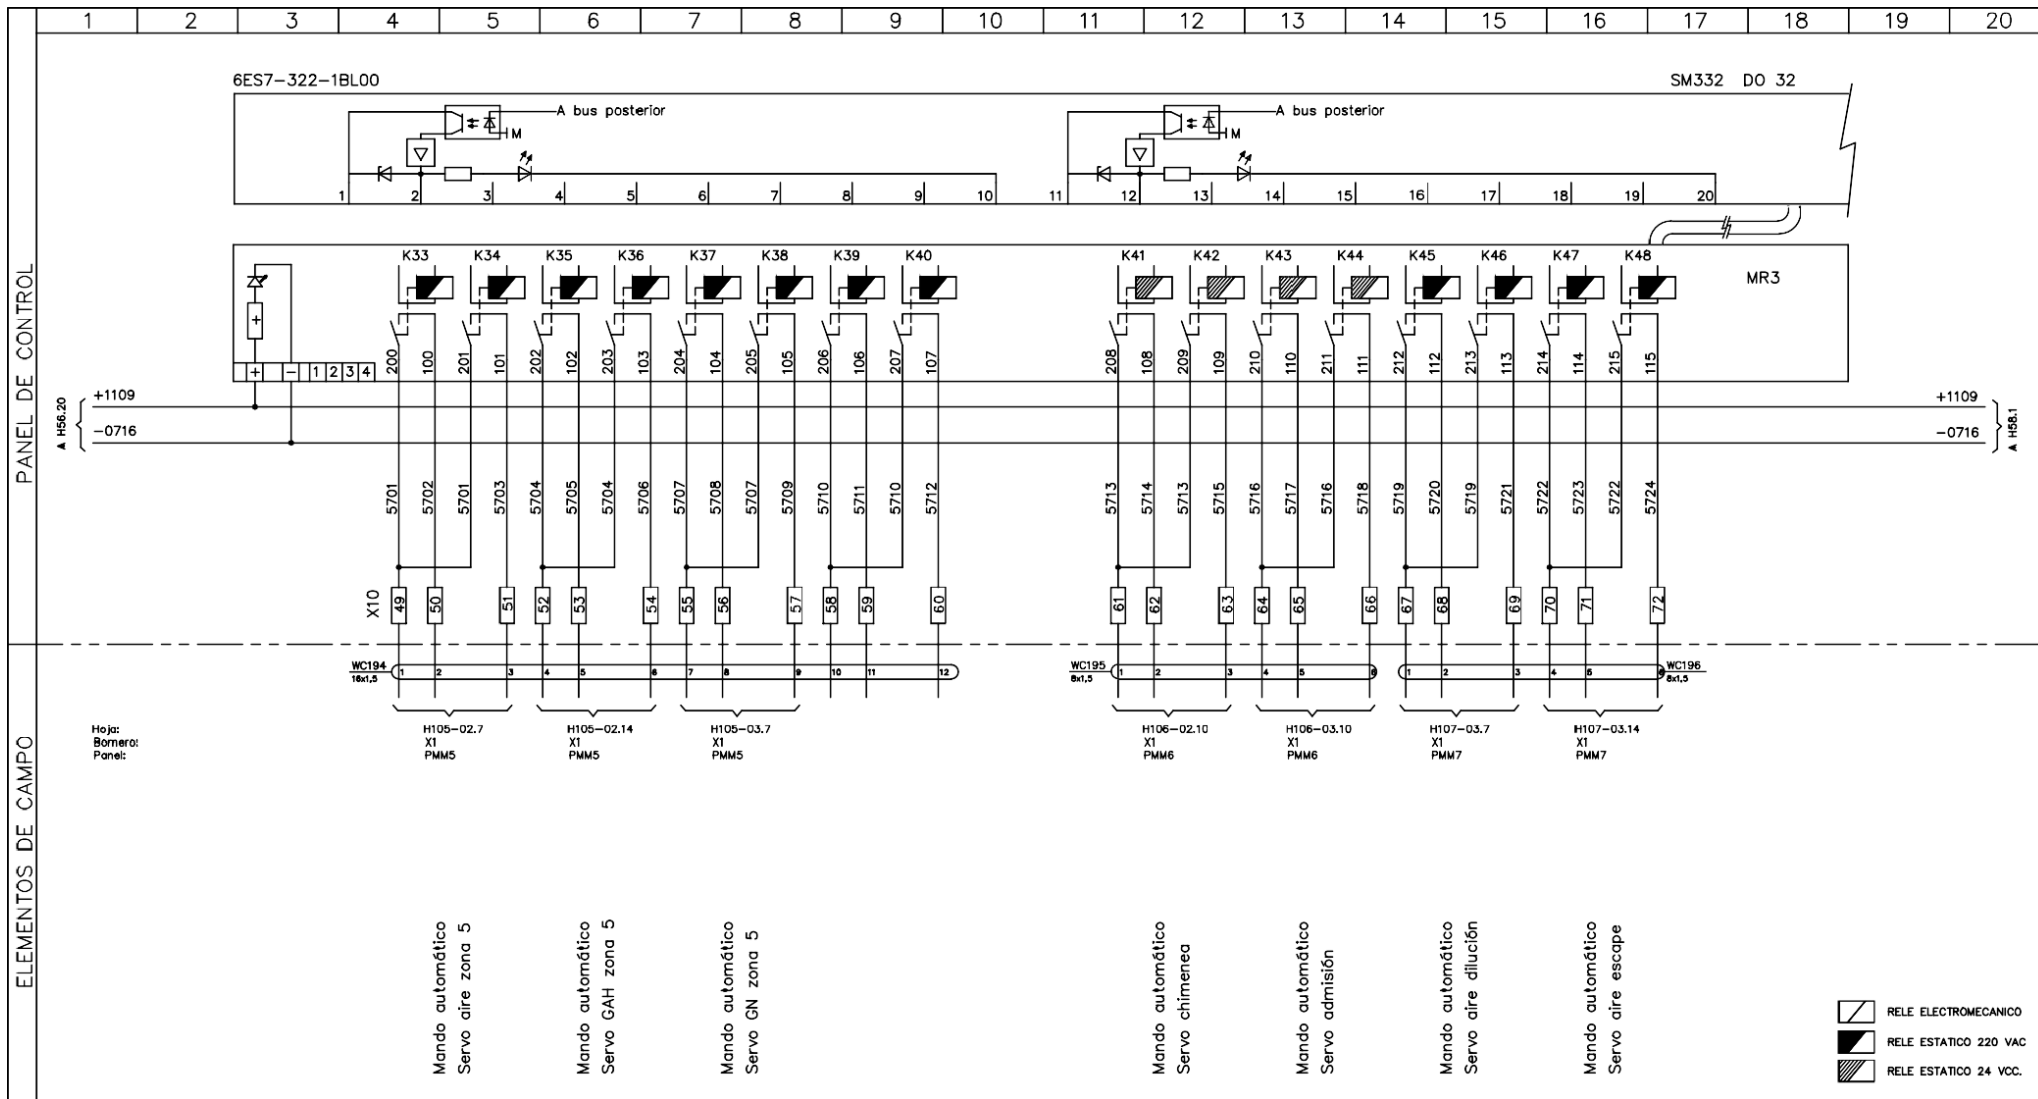 1 2 3 4 5 6 7 8 9 10 11 12 13 14 15 16 17 18 19 20
6ES7-322-1BL00
SM332 DO 32
A bus posterior
M
A bus posterior
M
1 2 3 4 5 6 7 8 9 10 11 12 13 14 15 16 17 18 19 20
K33 K34 K35 K36 K37 K38 K39 K40 K41 K42 K43 K44 K45 K46 K47 K48
MR3
+
200 100 201 101 202 102 203 103 204 104 205 105 206 106 207 107 208 108 209 109 210 110 211 111 212 112 213 113 214 114 215 115
+ - 1 2 3 4
PANEL DE CONTROL
A H56.20
+1109
-0716
+1109
-0716
A H58.1
5701 5702 5701 5703 5704 5705 5704 5706 5707 5708 5707 5709 5710 5711 5710 5712 5713 5714 5713 5715 5716 5717 5716 5718 5719 5720 5719 5721 5722 5723 5722 5724
X10
49 50 51 52 53 54 55 56 57 58 59 60 61 62 63 64 65 66 67 68 69 70 71 72
WC194
16x1,5
1 2 3 4 5 6 7 8 9 10 11 12
WC195
8x1,5
1 2 3 4 5 6
1 2 3 4 5 6
WC196
8x1,5
ELEMENTOS DE CAMPO
Hoja:
Bornero:
Panel:
H105-02.7
X1
PMM5
H105-02.14
X1
PMM5
H105-03.7
X1
PMM5
H106-02.10
X1
PMM6
H106-03.10
X1
PMM6
H107-03.7
X1
PMM7
H107-03.14
X1
PMM7
Mando automático
Servo aire zona 5
Mando automático
Servo GAH zona 5
Mando automático
Servo GN zona 5
Mando automático
Servo chimenea
Mando automático
Servo admisión
Mando automático
Servo aire dilución
Mando automático
Servo aire escape
RELE ELECTROMECANICO
RELE ESTATICO 220 VAC
RELE ESTATICO 24 VCC.